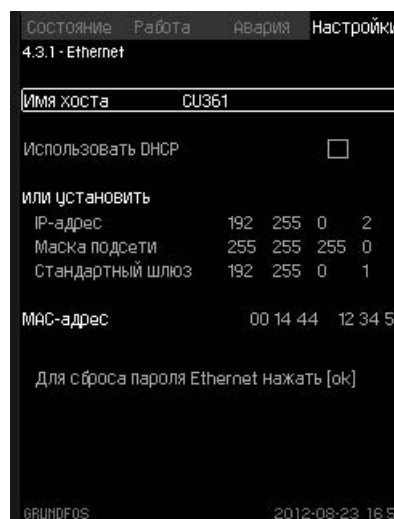 Состояние Работа Авария Настройки
4.3.1 - Ethernet
Имя хоста CU361
Использовать DHCP
или установить
IP-адрес 192 255 0 2
Маска подсети 255 255 255 0
Стандартный шлюз 192 255 0 1
MAC-адрес 00 14 44 12 34 5
Для сброса пароля Ethernet нажать [ok]
GRUNDFOS 2012-08-23 16:5